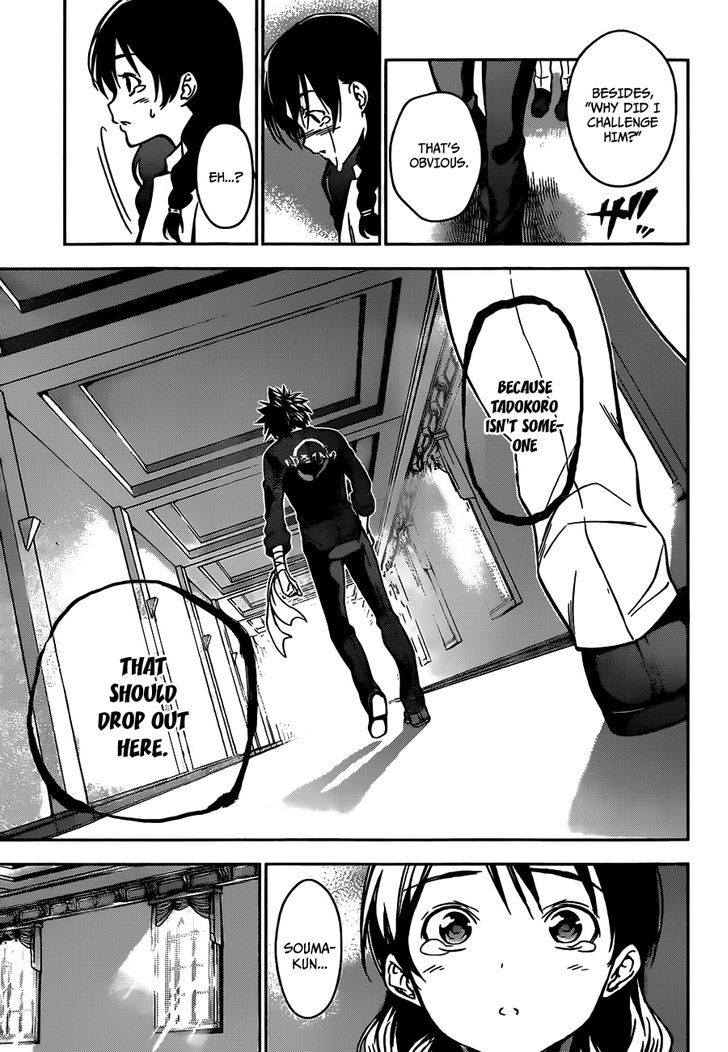 BESIDES,
"WHY DID I
CHALLENGE
HIM?"
THAT'S
OBVIOUS.
EH...?
BECAUSE
TADOKORO
ISN'T SOME-
ONE
THAT
SHOULD
DROP OUT
HERE.
SOUMA-
KUN...